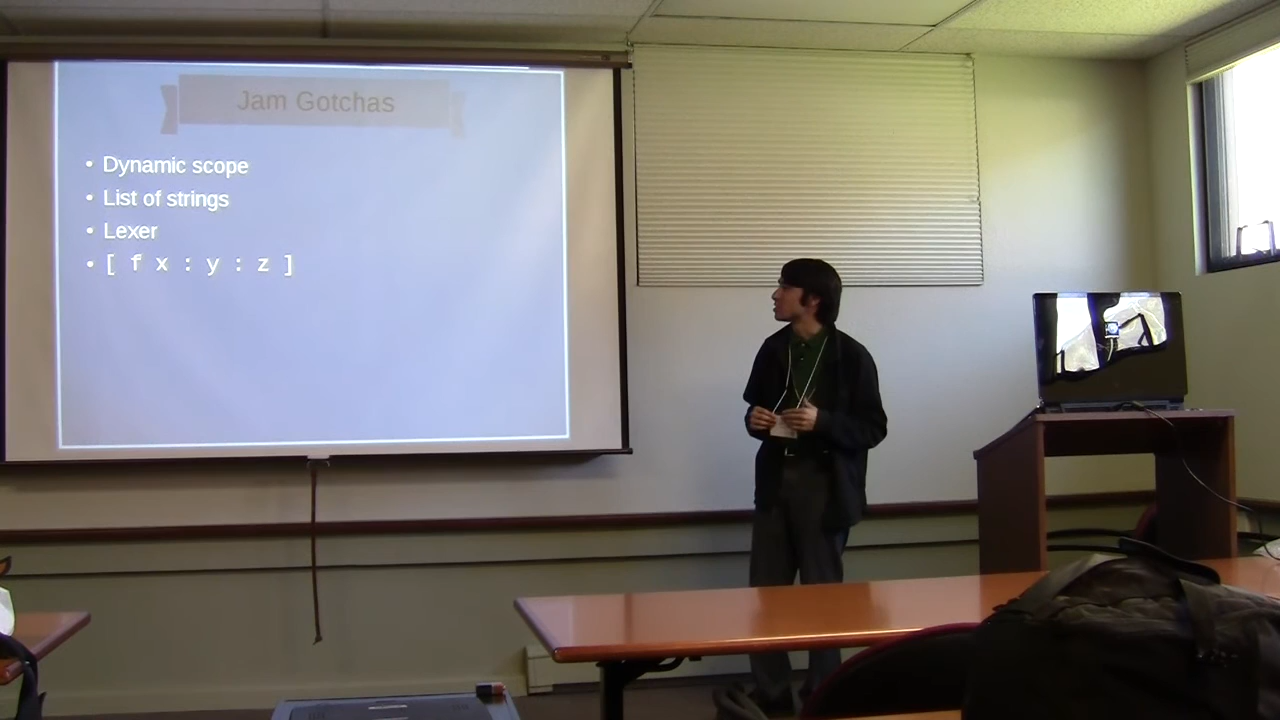 Jam Gotchas
• Dynamic scope
• List of strings
• Lexer
• [ f x : y : z ]